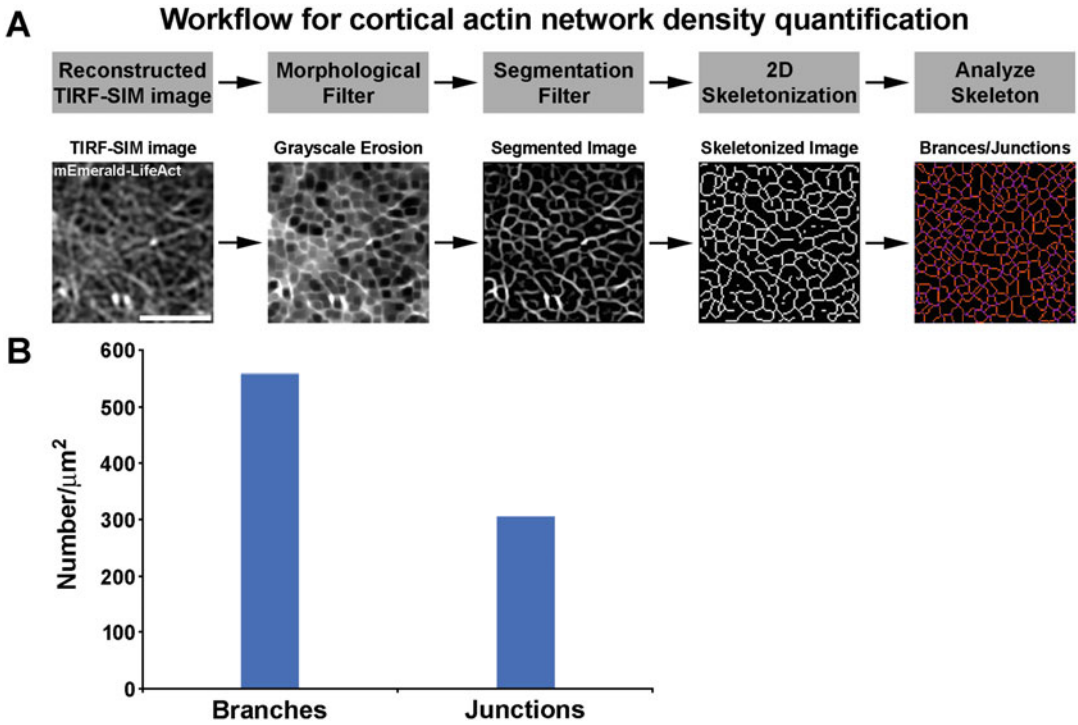 A
Workflow for cortical actin network density quantification
Reconstructed
TIRF-SIM image
Morphological
Filter
Segmentation
Filter
2D
Skeletonization
Analyze
Skeleton
TIRF-SIM image
Grayscale Erosion
Segmented Image
Skeletonized Image
Brances/Junctions
mEmerald-LifeAct
B
Number/μm²
600
500
400
300
200
100
0
Branches
Junctions